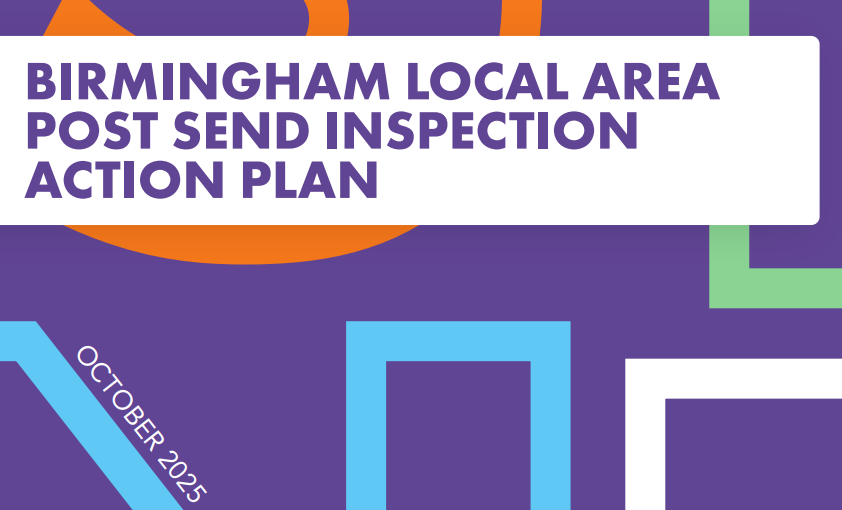 BIRMINGHAM LOCAL AREA
POST SEND INSPECTION
ACTION PLAN
OCTOBER 2025